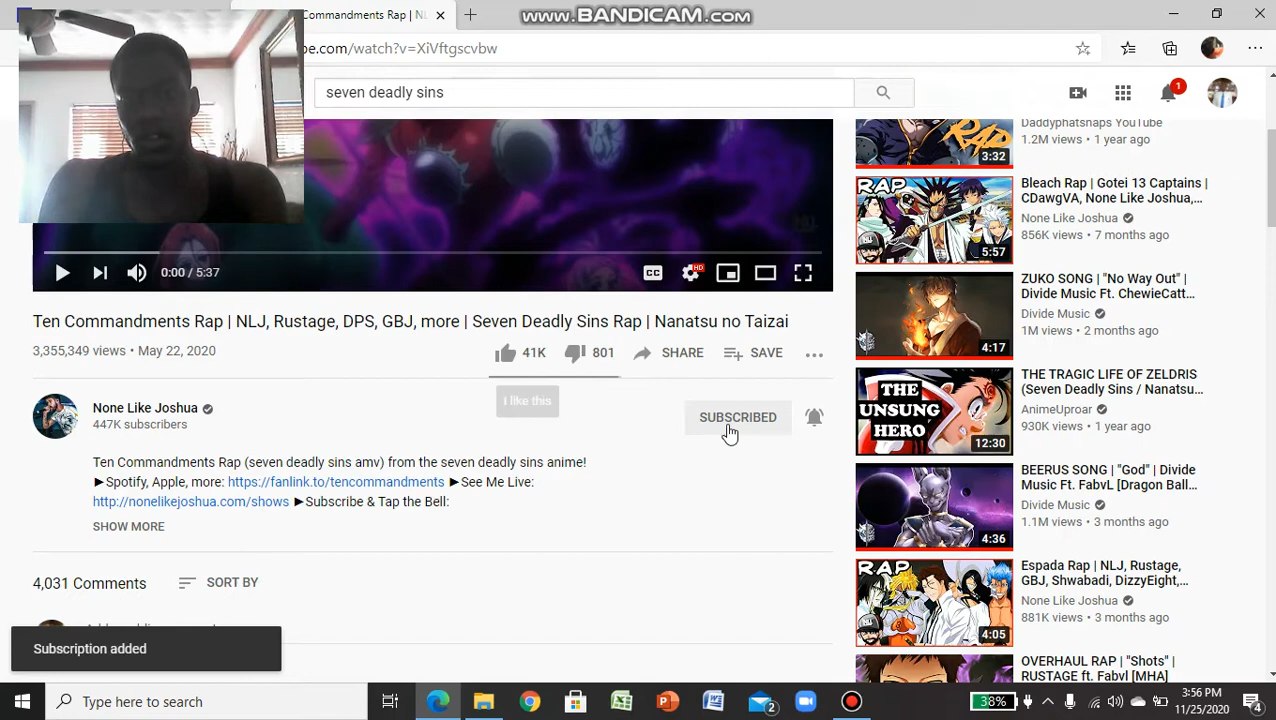 www.BANDICAM.com
Commandments Rap | NL
be.com/watch?v=XiVftgscvbw
seven deadly sins
1
Daddyphatsnaps YouTube
1.2M views • 1 year ago
RAP
3:32
0:00 / 5:37
CC
HD
RAP
5:57
Bleach Rap | Gotei 13 Captains |
CDawgVA, None Like Joshua,...
None Like Joshua
856K views • 7 months ago
4:17
ZUKO SONG | "No Way Out" |
Divide Music Ft. ChewieCatt...
Divide Music
1M views • 2 months ago
Ten Commandments Rap | NLJ, Rustage, DPS, GBJ, more | Seven Deadly Sins Rap | Nanatsu no Taizai
3,355,349 views • May 22, 2020
41K
801
SHARE
SAVE
I like this
None Like Joshua
447K subscribers
SUBSCRIBED
THE
UNSUNG
HERO
12:30
THE TRAGIC LIFE OF ZELDRIS
(Seven Deadly Sins / Nanatsu...
AnimeUproar
930K views • 1 year ago
Ten Commandments Rap (seven deadly sins amv) from the seven deadly sins anime!
►Spotify, Apple, more: https://fanlink.to/tencommandments ►See Me Live:
http://nonelikejoshua.com/shows ►Subscribe & Tap the Bell:
SHOW MORE
4:36
BEERUS SONG | "God" | Divide
Music Ft. FabvL [Dragon Ball...
Divide Music
1.1M views • 3 months ago
4,031 Comments
SORT BY
RAP
4:05
Espada Rap | NLJ, Rustage,
GBJ, Shwabadi, DizzyEight,...
None Like Joshua
881K views • 3 months ago
Subscription added
OVERHAUL RAP | "Shots" |
RUSTAGE ft. Fabvl [MHA]
Type here to search
2
38%
3:56 PM
11/25/2020
4